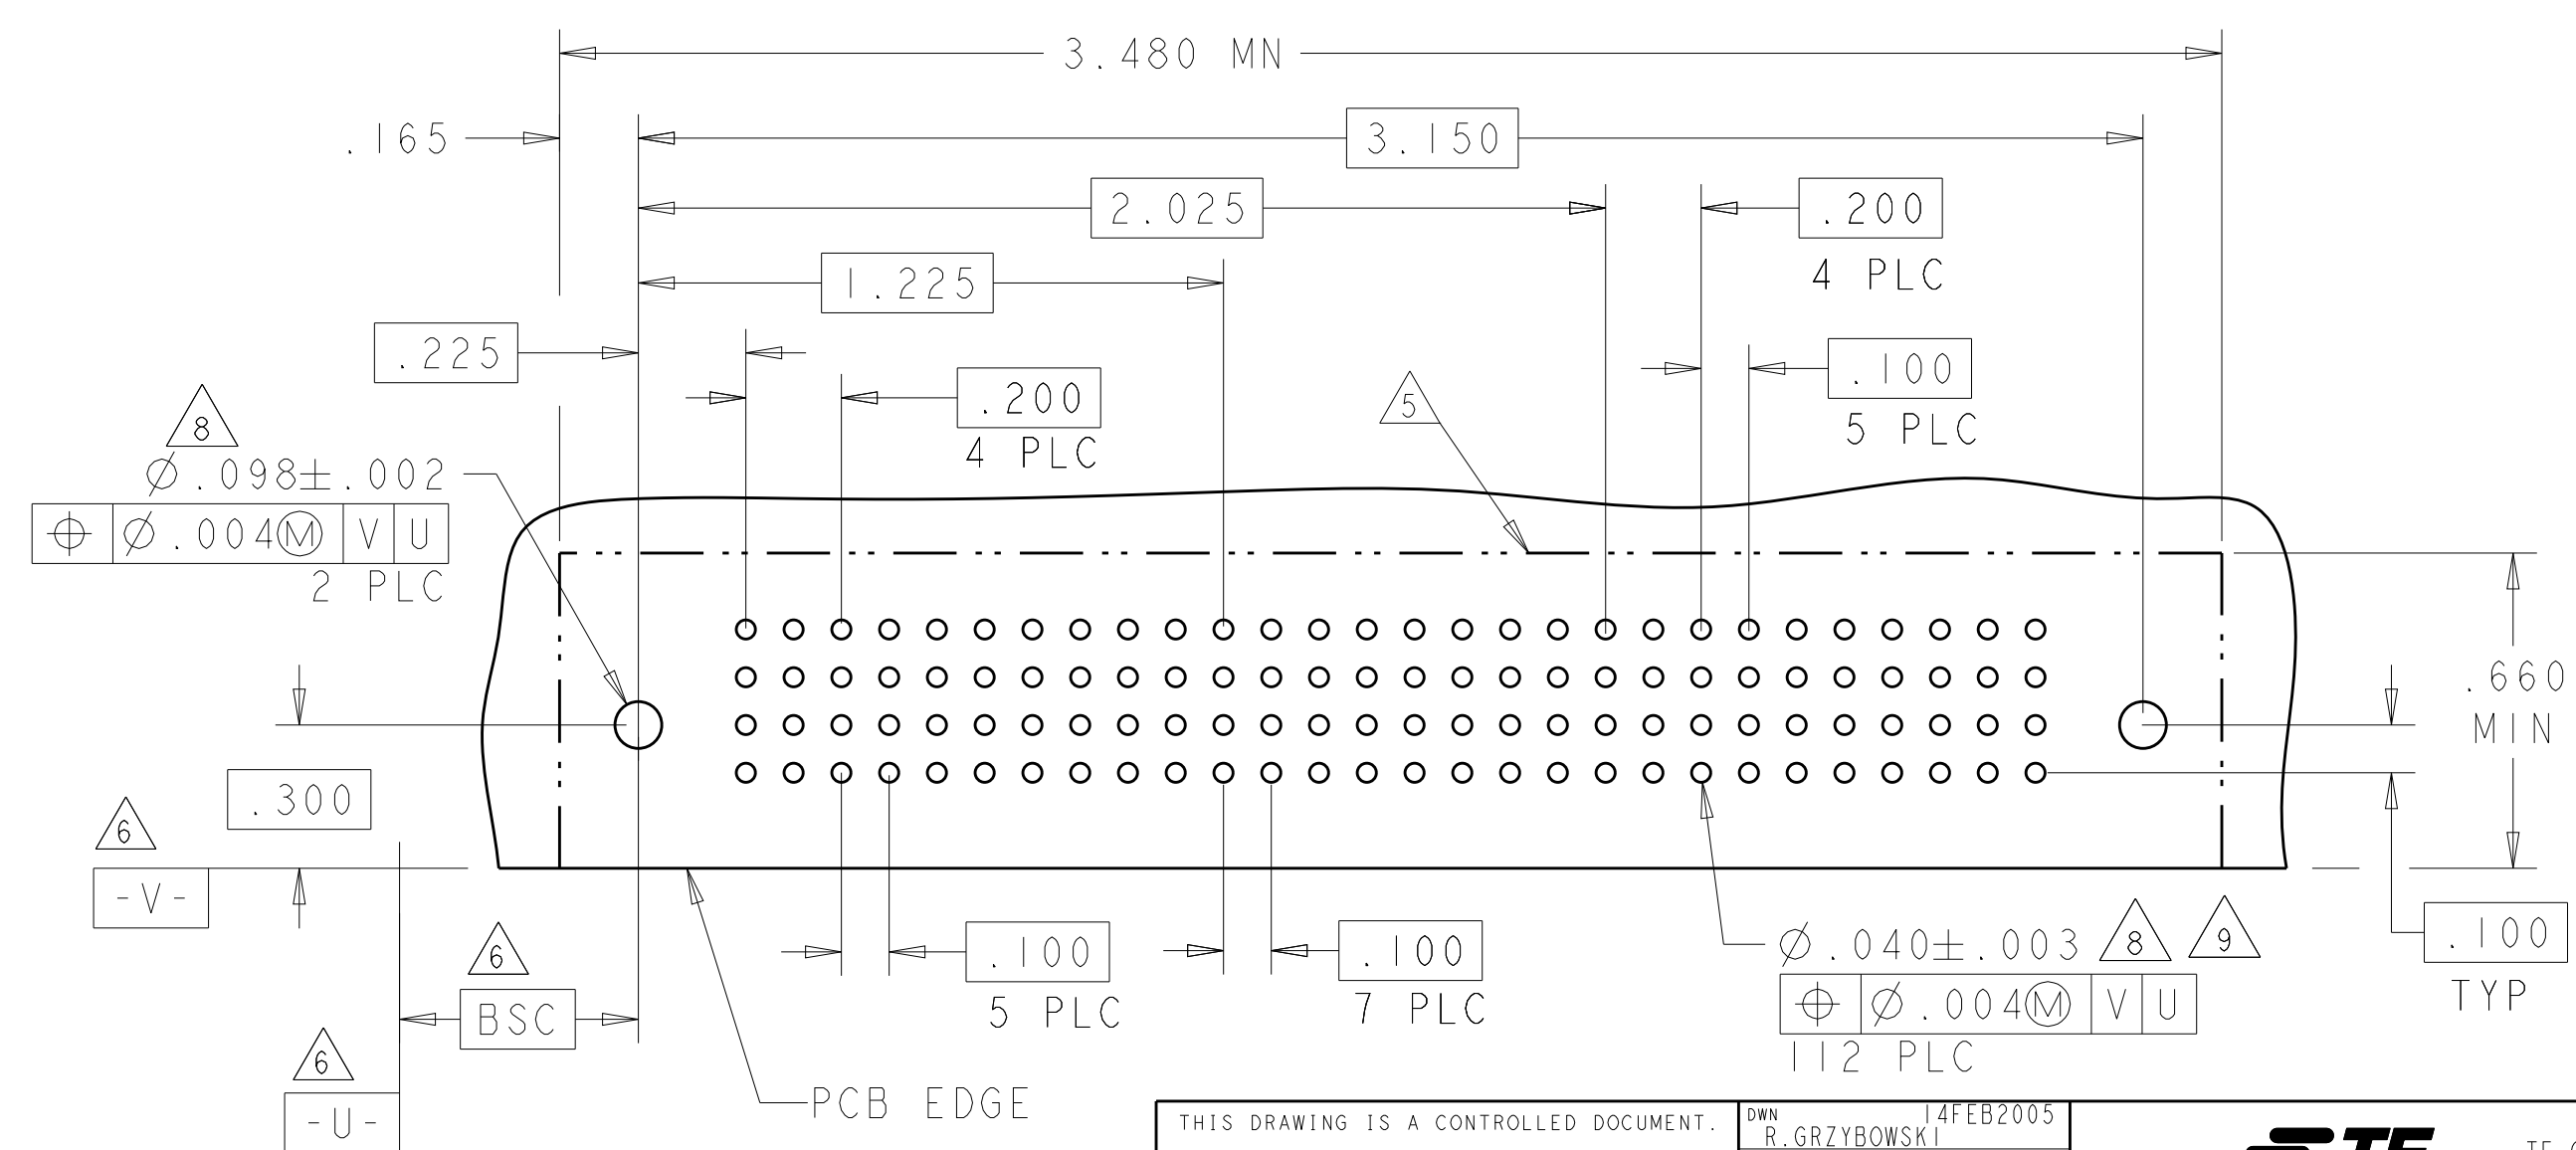 3.480 MN
.165
3.150
2.025
.200
4 PLC
1.225
.225
.100
5 PLC
.200
4 PLC
5
8
Ø.098±.002
⌖ Ø.004Ⓜ V U
2 PLC
.660
MIN
.300
6
-V-
6
BSC
6
-U-
.100
5 PLC
.100
7 PLC
Ø.040±.003 8 9
⌖ Ø.004Ⓜ V U
112 PLC
.100
TYP
PCB EDGE
THIS DRAWING IS A CONTROLLED DOCUMENT.
DWN 14FEB2005
R.GRZYBOWSKI
TE